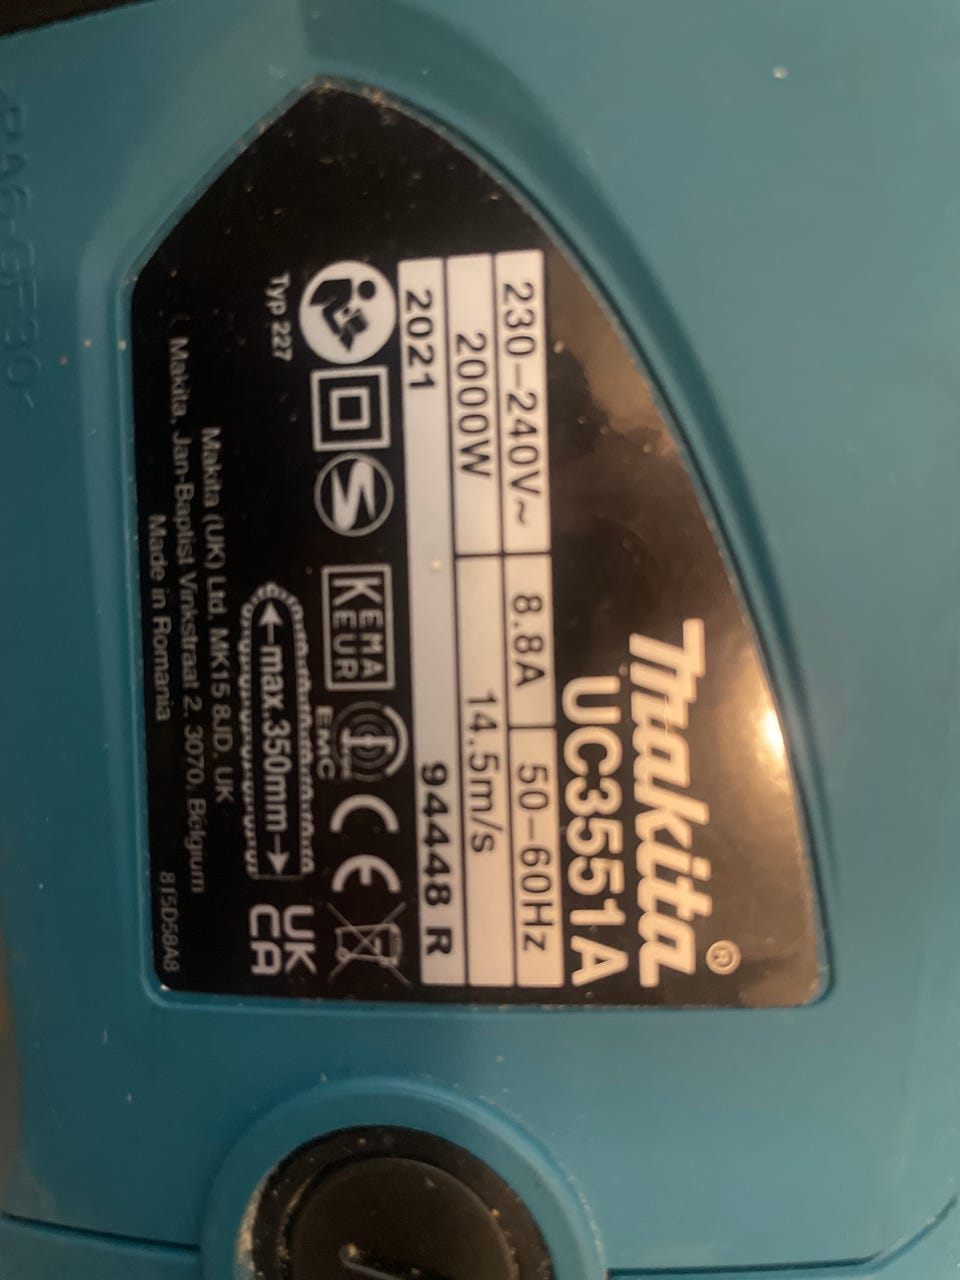 Makita®
UC3551A
230–240V~ 8.8A 50–60Hz
2000W 14.5m/s
2021 94448 R
KEMA
KEUR
EMC
CE
Typ 227
max.350mm
UK
CA
Makita (UK) Ltd, MK15 8JD, UK
Makita, Jan-Baptist Vinkstraat 2, 3070, Belgium
Made in Romania
815D58A8